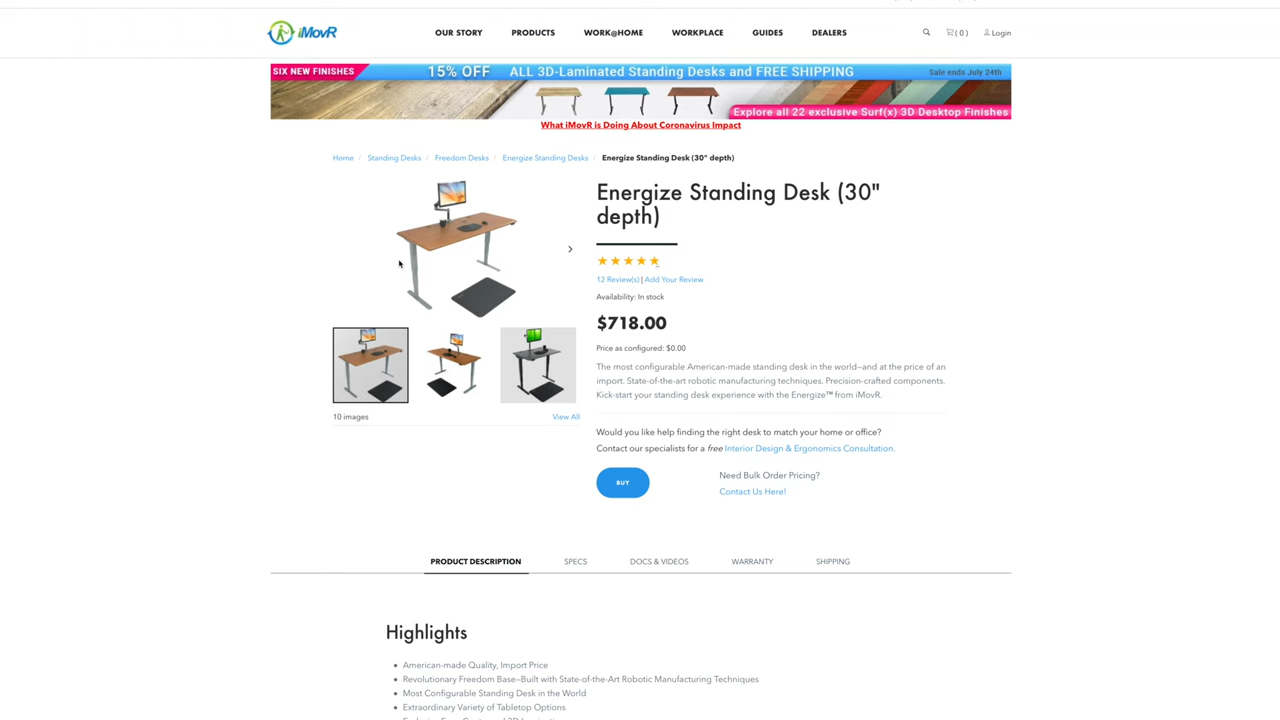 iMovR
OUR STORY
PRODUCTS
WORK@HOME
WORKPLACE
GUIDES
DEALERS
( 0 )
Login
SIX NEW FINISHES
15% OFF ALL 3D-Laminated Standing Desks and FREE SHIPPING
Sale ends July 24th
Explore all 22 exclusive Surf(x) 3D Desktop Finishes
What iMovR is Doing About Coronavirus Impact
Home / Standing Desks / Freedom Desks / Energize Standing Desks / Energize Standing Desk (30" depth)
Energize Standing Desk (30"
depth)
12 Review(s) | Add Your Review
Availability: In stock
$718.00
Price as configured: $0.00
The most configurable American-made standing desk in the world—and at the price of an
import. State-of-the-art robotic manufacturing techniques. Precision-crafted components.
Kick-start your standing desk experience with the Energize™ from iMovR.
10 images
View All
Would you like help finding the right desk to match your home or office?
Contact our specialists for a free Interior Design & Ergonomics Consultation.
BUY
Need Bulk Order Pricing?
Contact Us Here!
PRODUCT DESCRIPTION
SPECS
DOCS & VIDEOS
WARRANTY
SHIPPING
Highlights
• American-made Quality, Import Price
• Revolutionary Freedom Base—Built with State-of-the-Art Robotic Manufacturing Techniques
• Most Configurable Standing Desk in the World
• Extraordinary Variety of Tabletop Options